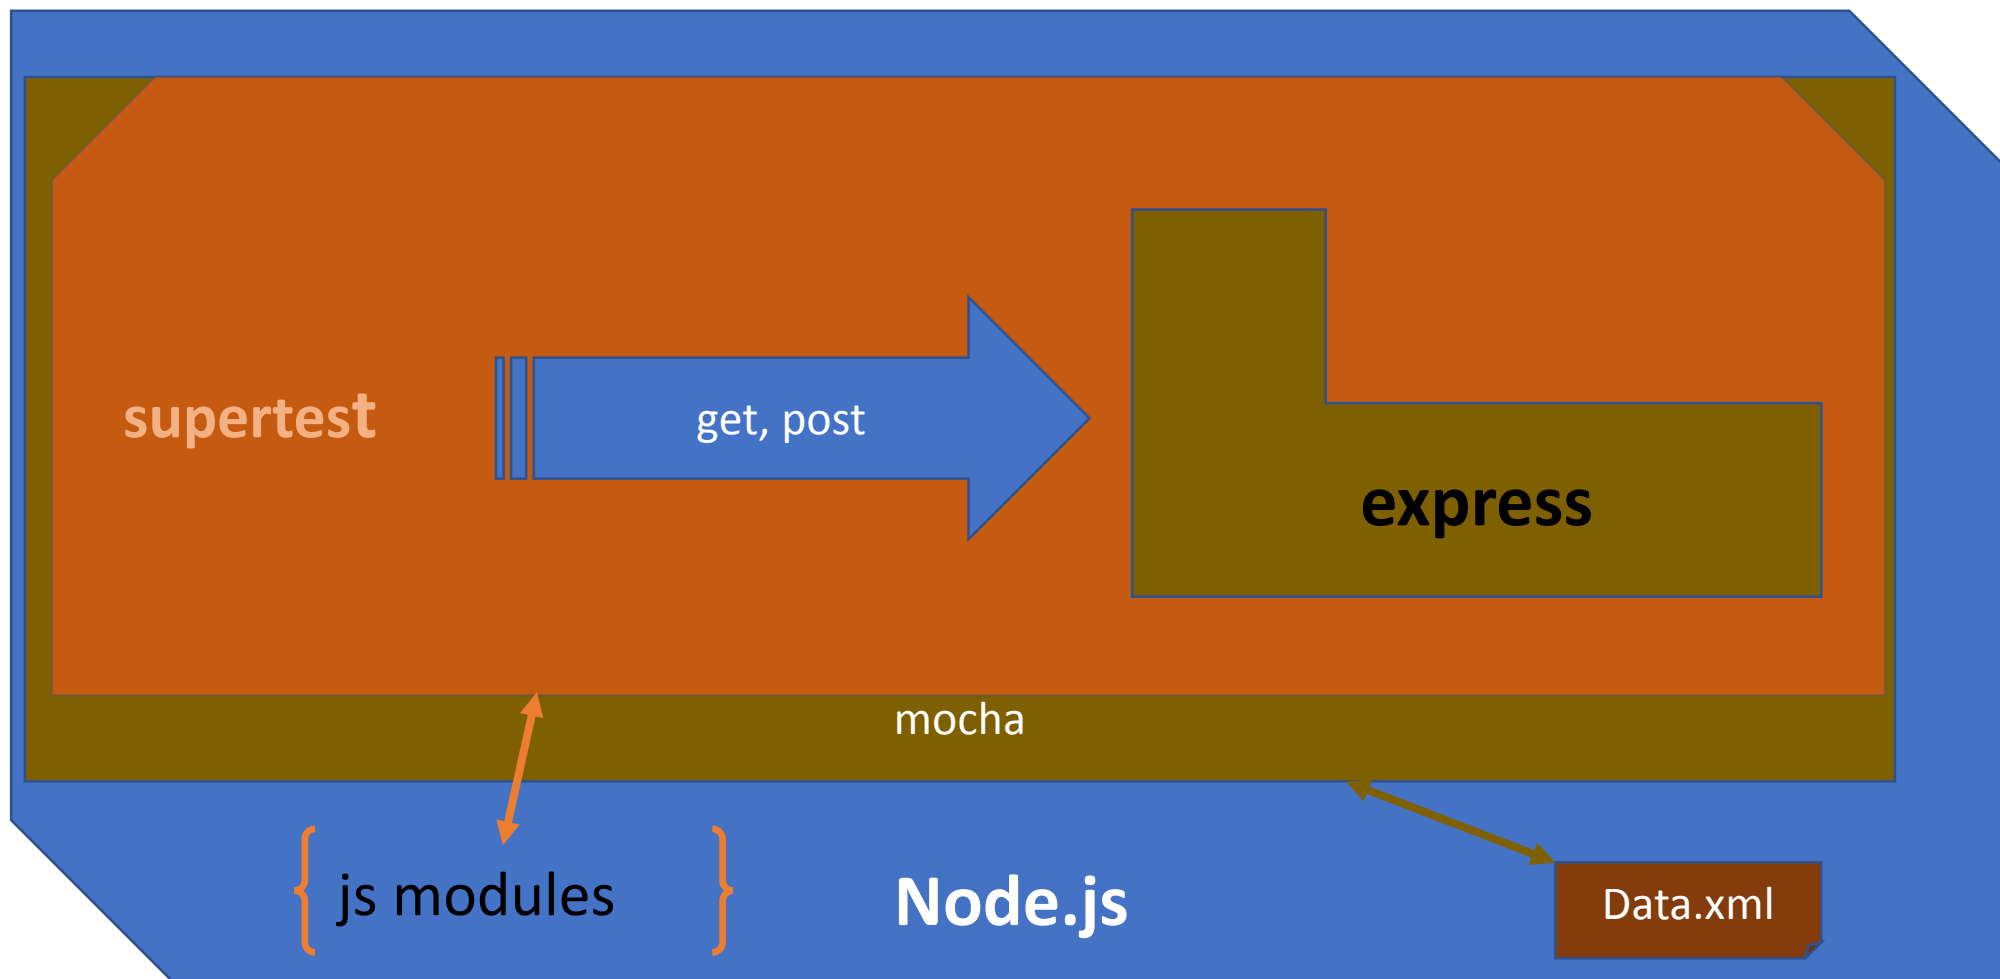 supertest
get, post
express
mocha
js modules
Node.js
Data.xml